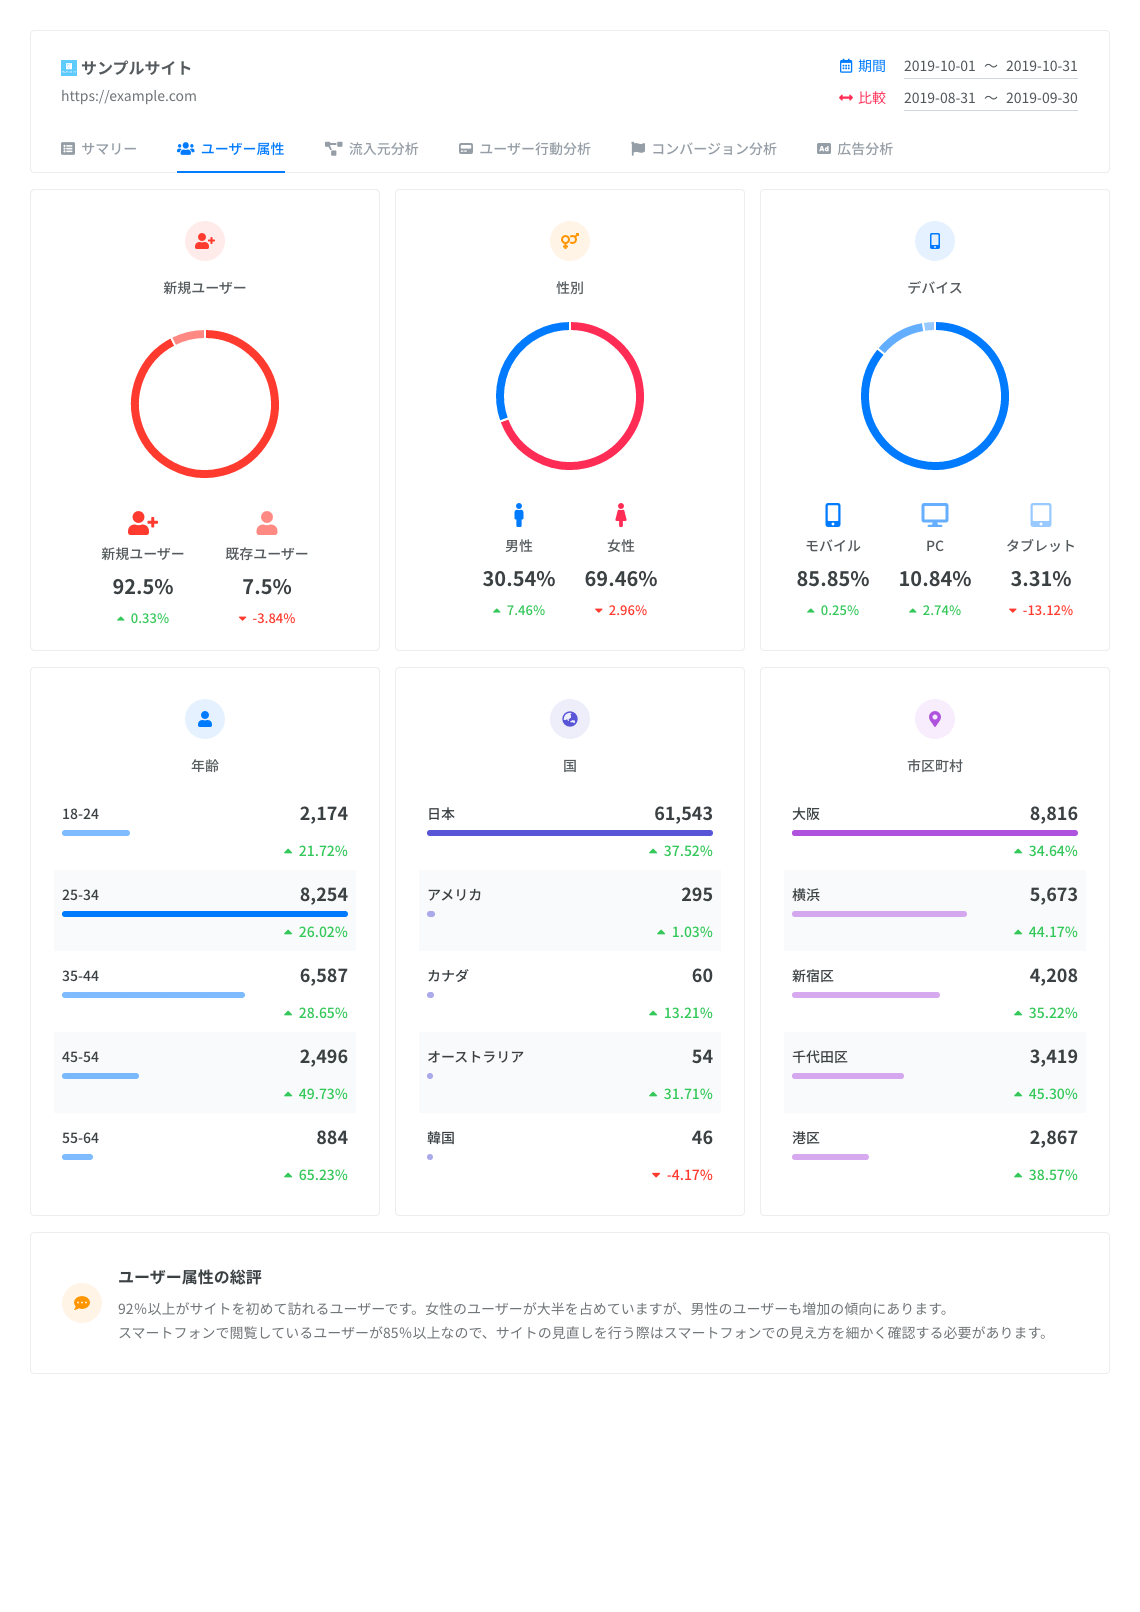 サンプルサイト
https://example.com
期間 2019-10-01 〜 2019-10-31
比較 2019-08-31 〜 2019-09-30
サマリー ユーザー属性 流入元分析 ユーザー行動分析 コンバージョン分析 Ad 広告分析
新規ユーザー
新規ユーザー 既存ユーザー
92.5% 7.5%
0.33% -3.84%
性別
男性 女性
30.54% 69.46%
7.46% 2.96%
デバイス
モバイル PC タブレット
85.85% 10.84% 3.31%
0.25% 2.74% -13.12%
年齢
18-24 2,174
21.72%
25-34 8,254
26.02%
35-44 6,587
28.65%
45-54 2,496
49.73%
55-64 884
65.23%
国
日本 61,543
37.52%
アメリカ 295
1.03%
カナダ 60
13.21%
オーストラリア 54
31.71%
韓国 46
-4.17%
市区町村
大阪 8,816
34.64%
横浜 5,673
44.17%
新宿区 4,208
35.22%
千代田区 3,419
45.30%
港区 2,867
38.57%
ユーザー属性の総評
92%以上がサイトを初めて訪れるユーザーです。女性のユーザーが大半を占めていますが、男性のユーザーも増加の傾向にあります。
スマートフォンで閲覧しているユーザーが85%以上なので、サイトの見直しを行う際はスマートフォンでの見え方を細かく確認する必要があります。